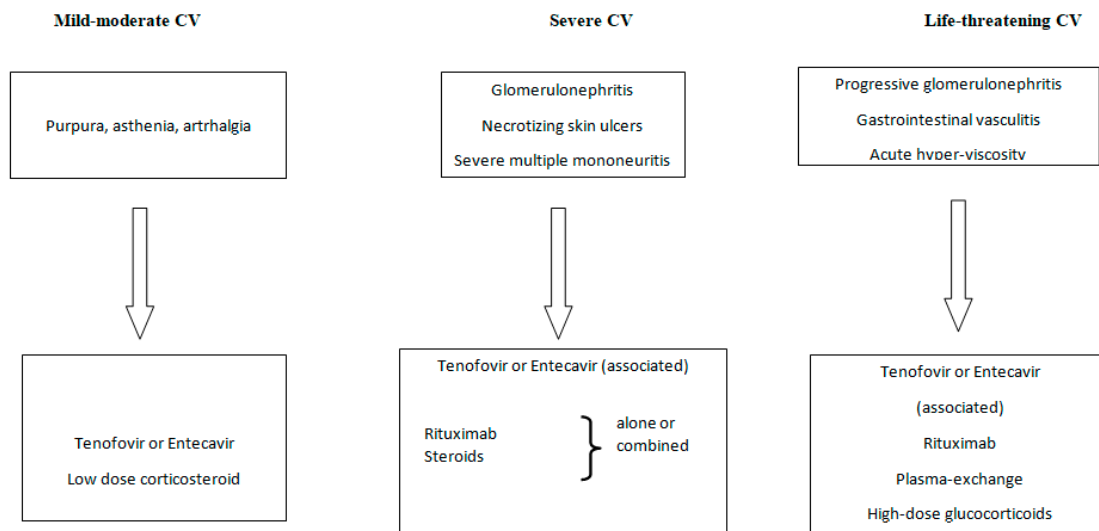 Mild-moderate CV
Severe CV
Life-threatening CV
Purpura, asthenia, artrhalgia
Glomerulonephritis
Necrotizing skin ulcers
Severe multiple mononeuritis
Progressive glomerulonephritis
Gastrointestinal vasculitis
Acute hyper-viscosity
Tenofovir or Entecavir
Low dose corticosteroid
Tenofovir or Entecavir (associated)
Rituximab
Steroids
alone or
combined
Tenofovir or Entecavir
(associated)
Rituximab
Plasma-exchange
High-dose glucocorticoids